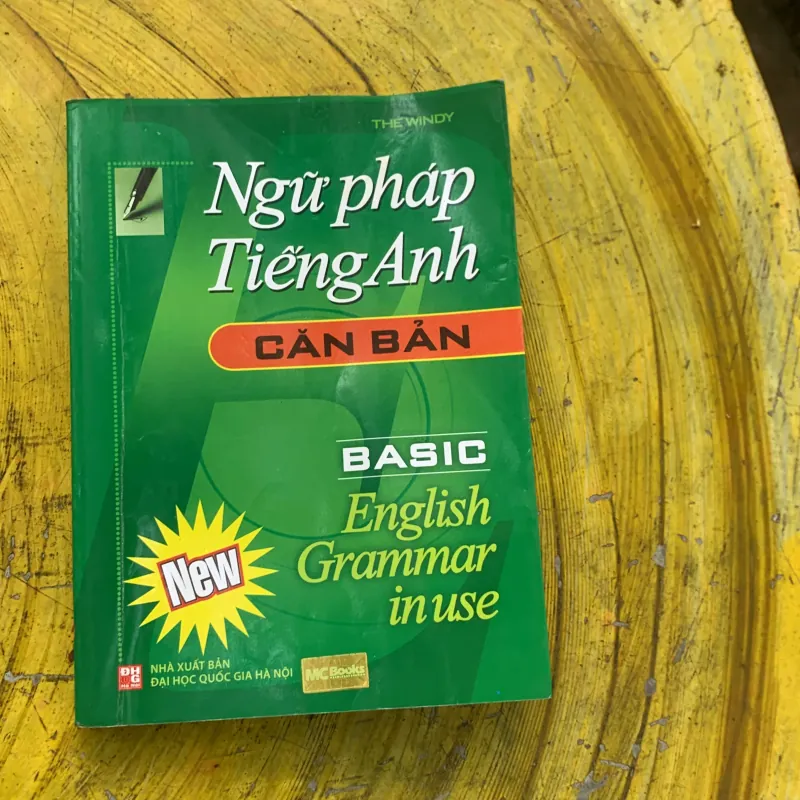 THE WINDY
Ngữ pháp
Tiếng Anh
CĂN BẢN
BASIC
English
Grammar
in use
New
NHÀ XUẤT BẢN
ĐẠI HỌC QUỐC GIA HÀ NỘI
MCBooks